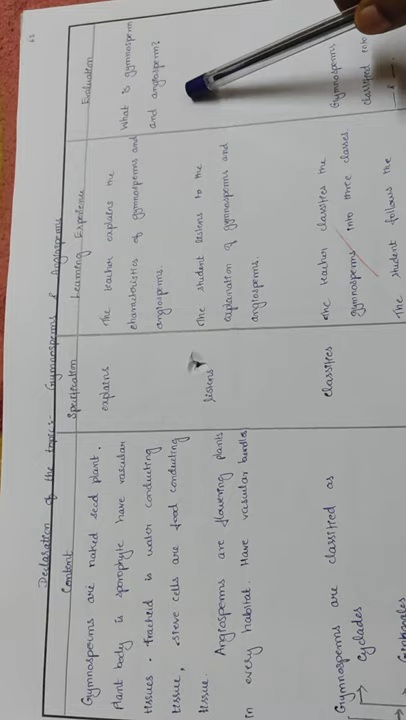 65
Declaration of the topic:- Gymnosperms & Angiosperms
Content
Gymnosperms are naked seed plant.
Plant body is sporophyte have vascular
tissues. Tracheid is water conducting
tissue, sieve cells are food conducting
tissue.
Angiosperms are flowering plants
in every habitat. Have vascular bundles
Gymnosperms are classified as
→ Cyclades
Specification
explains
listens
classifies
Learning Experience
The teacher explains the
characteristics of gymnosperms and
angiosperms.
The student listens to the
explanation of gymnosperms and
angiosperms.
The teacher classifies the
gymnosperms into three classes.
The student follows the
Evaluation
What is gymnosperm
and angiosperm?
Gymnosperms
classified into